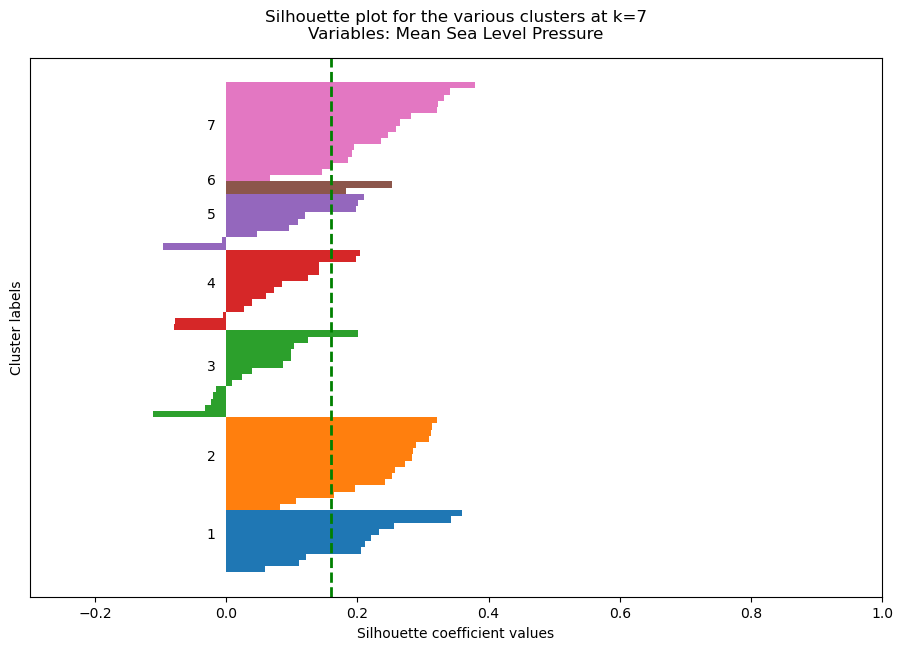 Silhouette plot for the various clusters at k=7
Variables: Mean Sea Level Pressure
Cluster labels
7
6
5
4
3
2
1
−0.2 0.0 0.2 0.4 0.6 0.8 1.0
Silhouette coefficient values